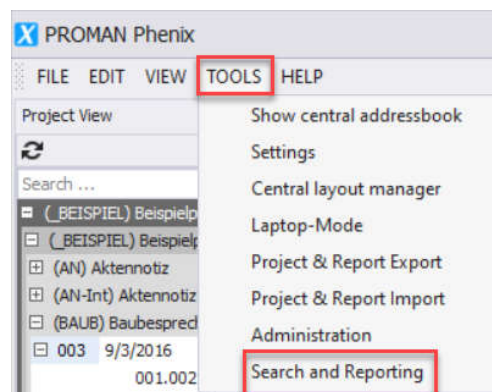 PROMAN Phenix
FILE EDIT VIEW TOOLS HELP
Project View
Show central addressbook
Settings
Search ...
Central layout manager
(_BEISPIEL) Beispielp
Laptop-Mode
(_BEISPIEL) Beispielp
(AN) Aktennotiz
Project & Report Export
(AN-Int) Aktennotiz
Project & Report Import
(BAUB) Baubesprech
Administration
003 9/3/2016
Search and Reporting
001.002